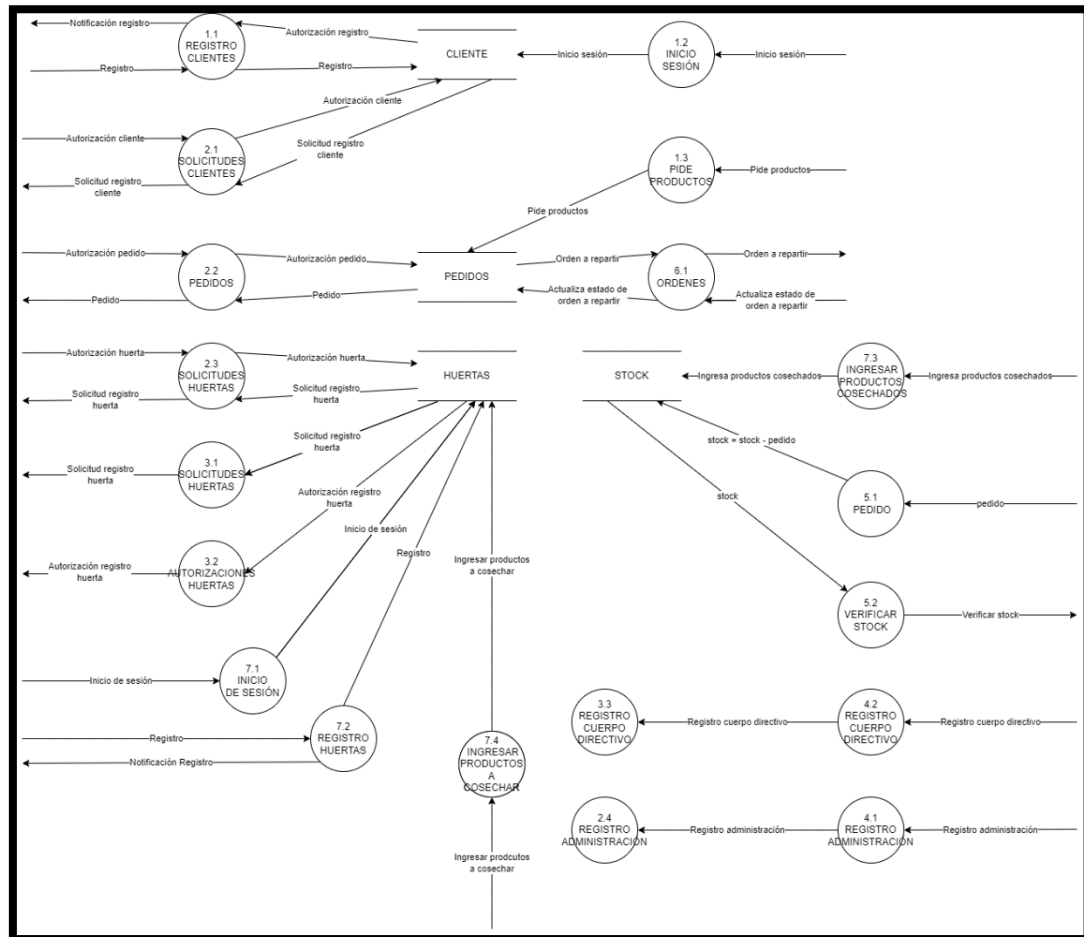 Notificación registro
1.1
REGISTRO
CLIENTES
Autorización registro
Registro
Registro
CLIENTE
Inicio sesión
1.2
INICIO
SESIÓN
Inicio sesión
Autorización cliente
Autorización cliente
2.1
SOLICITUDES
CLIENTES
Solicitud registro
cliente
Solicitud registro
cliente
1.3
PIDE
PRODUCTOS
Pide productos
Pide productos
Autorización pedido
2.2
PEDIDOS
Autorización pedido
Pedido
Pedido
PEDIDOS
Orden a repartir
6.1
ORDENES
Orden a repartir
Actualiza estado de
orden a repartir
Actualiza estado de
orden a repartir
Autorización huerta
2.3
SOLICITUDES
HUERTAS
Autorización huerta
Solicitud registro
huerta
Solicitud registro
huerta
HUERTAS
STOCK
Ingresa productos cosechados
7.3
INGRESAR
PRODUCTOS
COSECHADOS
Ingresa productos cosechados
Solicitud registro
huerta
3.1
SOLICITUDES
HUERTAS
Solicitud registro
huerta
stock = stock - pedido
stock
5.1
PEDIDO
pedido
Autorización registro
huerta
Inicio de sesión
Registro
Autorización registro
huerta
3.2
AUTORIZACIONES
HUERTAS
Ingresar productos
a cosechar
5.2
VERIFICAR
STOCK
Verificar stock
Inicio de sesión
7.1
INICIO
DE SESIÓN
Registro
7.2
REGISTRO
HUERTAS
Notificación Registro
7.4
INGRESAR
PRODUCTOS
A
COSECHAR
3.3
REGISTRO
CUERPO
DIRECTIVO
Registro cuerpo directivo
4.2
REGISTRO
CUERPO
DIRECTIVO
Registro cuerpo directivo
2.4
REGISTRO
ADMINISTRACIÓN
Registro administración
4.1
REGISTRO
ADMINISTRACIÓN
Registro administración
Ingresar prodcutos
a cosechar